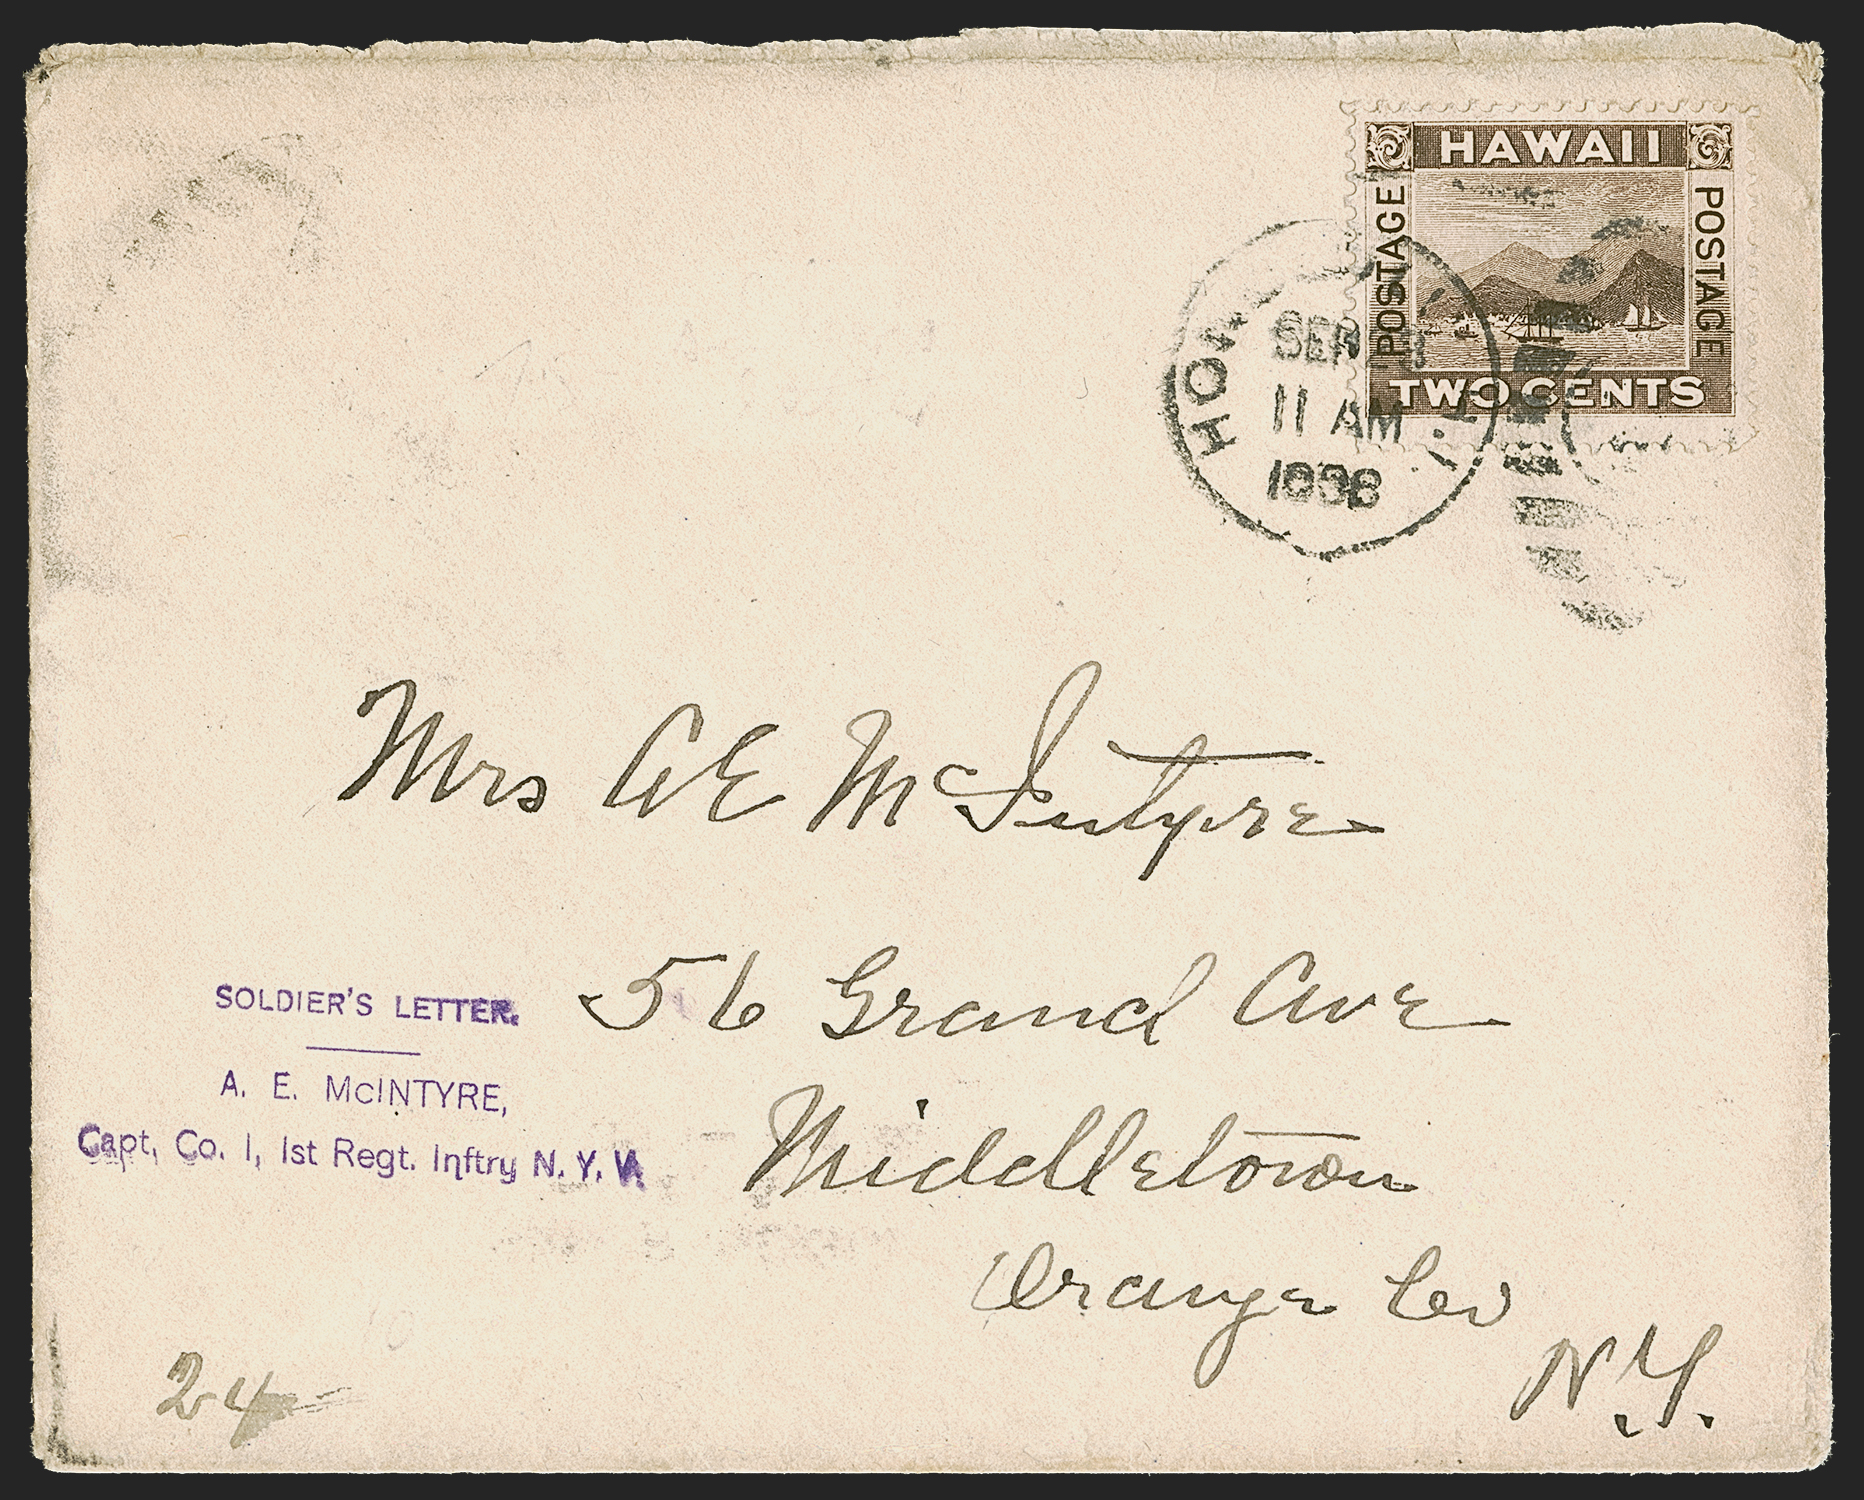 HAWAII
POSTAGE
POSTAGE
TWO CENTS
SEP
11 AM
1898
Mrs A E McIntyre
56 Grand Ave
Middletown
Orange Co
N.Y.
SOLDIER'S LETTER.
A. E. McINTYRE,
Capt, Co. I, 1st Regt. Inftry N. Y. V.
24